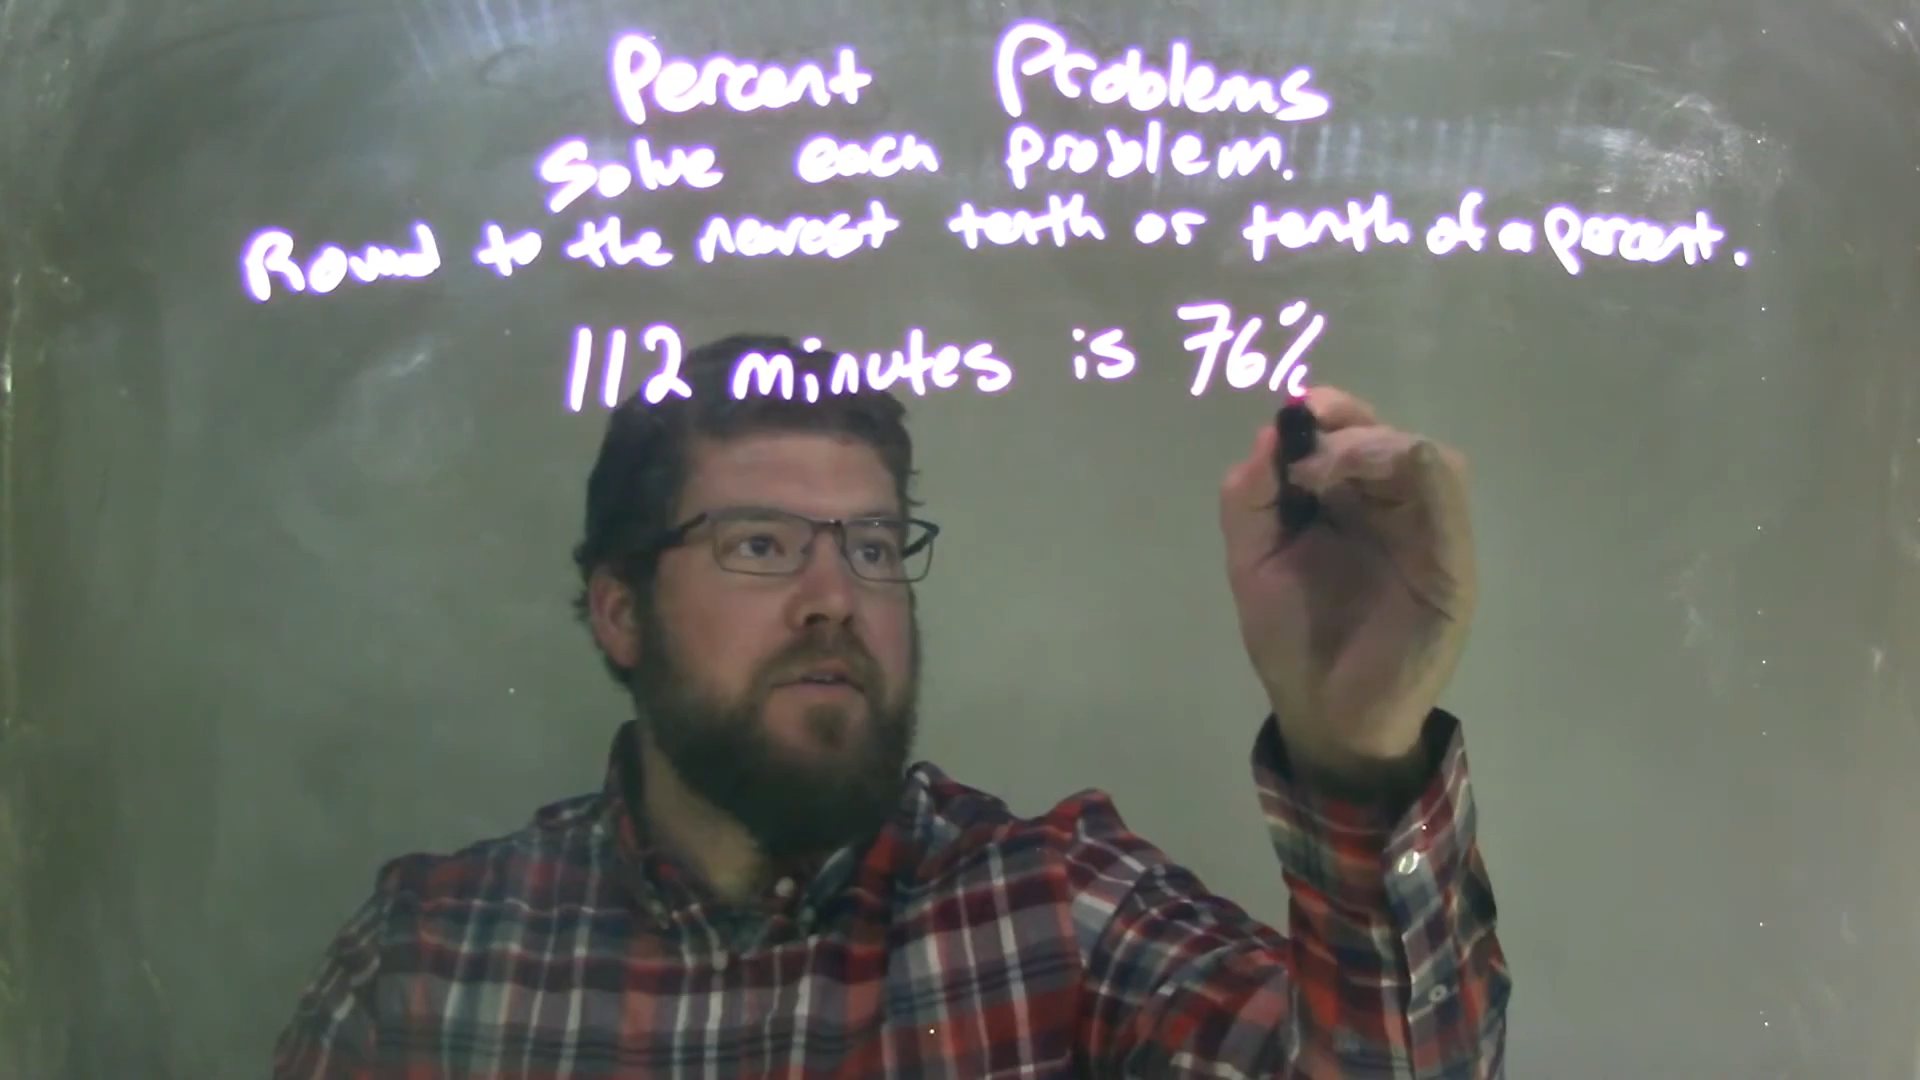 Percent Problems
Solve each problem.
Round to the nearest tenth or tenth of a percent.
112 minutes is 76%